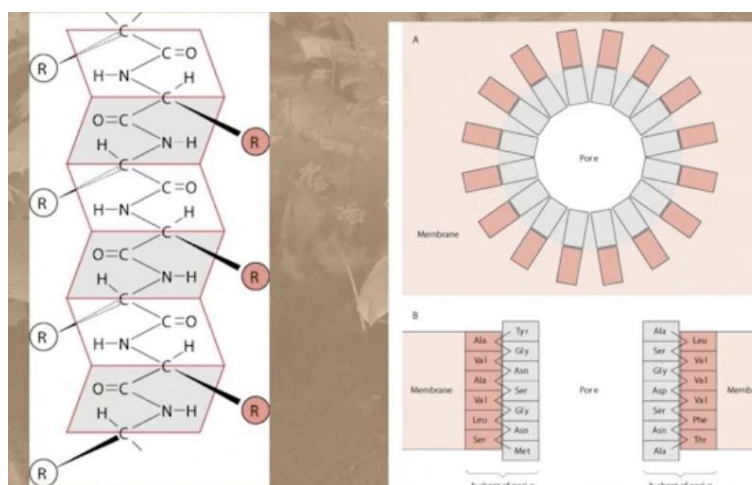 C
C=O
R
H–N H
C
O=C
N–H R
H
C
C=O
R
H–N H
C
O=C
N–H R
H
C
C=O
R
H–N H
C
O=C
N–H R
H
C
R
A
Pore
Membrane
B
Tyr
Ala
Gly
Val
Asn
Ala
Ser
Val
Gly
Leu
Asn
Ser
Met
Membrane
Pore
Ala
Leu
Ser
Val
Gly
Val
Asp
Val
Ser
Phe
Asn
Thr
Ala